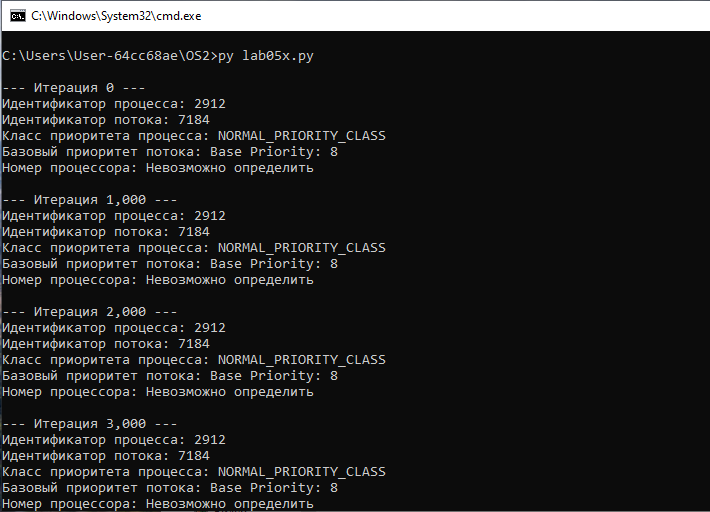 C:\Windows\System32\cmd.exe
C:\Users\User-64cc68ae\OS2>py lab05x.py
--- Итерация 0 ---
Идентификатор процесса: 2912
Идентификатор потока: 7184
Класс приоритета процесса: NORMAL_PRIORITY_CLASS
Базовый приоритет потока: Base Priority: 8
Номер процессора: Невозможно определить
--- Итерация 1,000 ---
Идентификатор процесса: 2912
Идентификатор потока: 7184
Класс приоритета процесса: NORMAL_PRIORITY_CLASS
Базовый приоритет потока: Base Priority: 8
Номер процессора: Невозможно определить
--- Итерация 2,000 ---
Идентификатор процесса: 2912
Идентификатор потока: 7184
Класс приоритета процесса: NORMAL_PRIORITY_CLASS
Базовый приоритет потока: Base Priority: 8
Номер процессора: Невозможно определить
--- Итерация 3,000 ---
Идентификатор процесса: 2912
Идентификатор потока: 7184
Класс приоритета процесса: NORMAL_PRIORITY_CLASS
Базовый приоритет потока: Base Priority: 8
Номер процессора: Невозможно определить